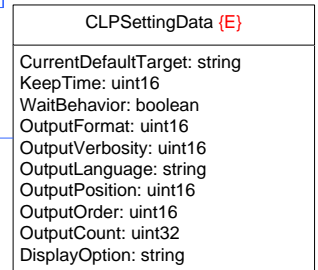 CLPSettingData {E}
CurrentDefaultTarget: string
KeepTime: uint16
WaitBehavior: boolean
OutputFormat: uint16
OutputVerbosity: uint16
OutputLanguage: string
OutputPosition: uint16
OutputOrder: uint16
OutputCount: uint32
DisplayOption: string